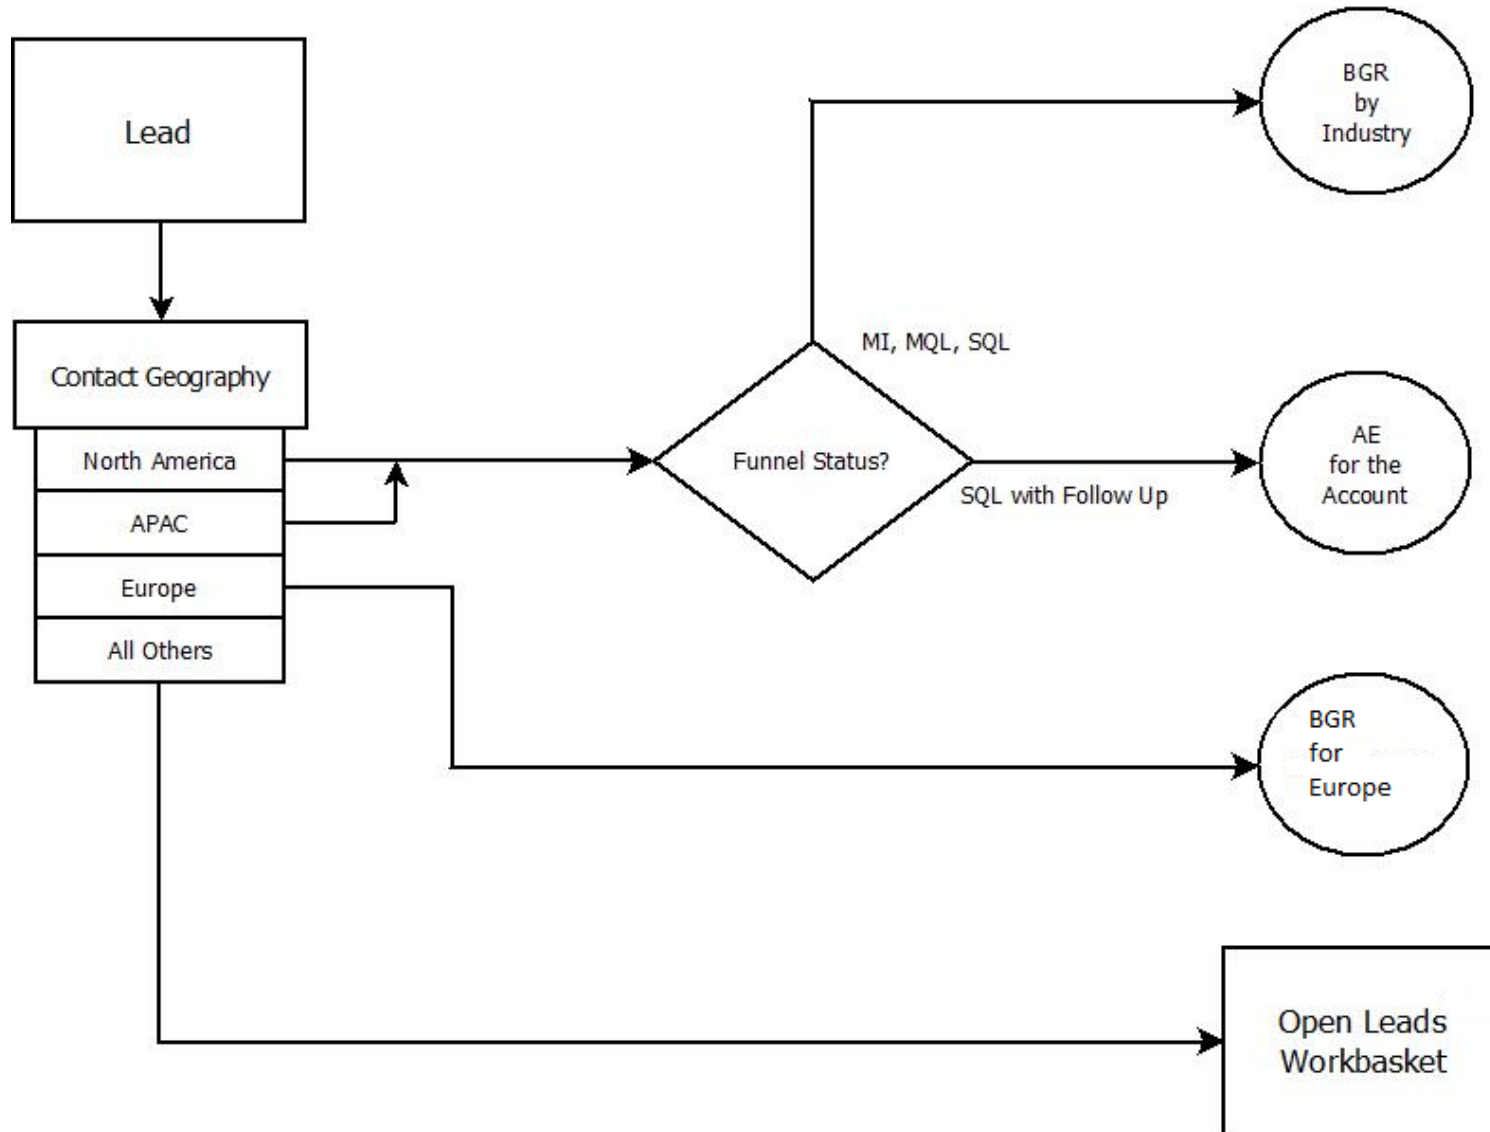 Lead
Contact Geography
North America
APAC
Europe
All Others
Funnel Status?
MI, MQL, SQL
SQL with Follow Up
BGR
by
Industry
AE
for the
Account
BGR
for
Europe
Open Leads
Workbasket